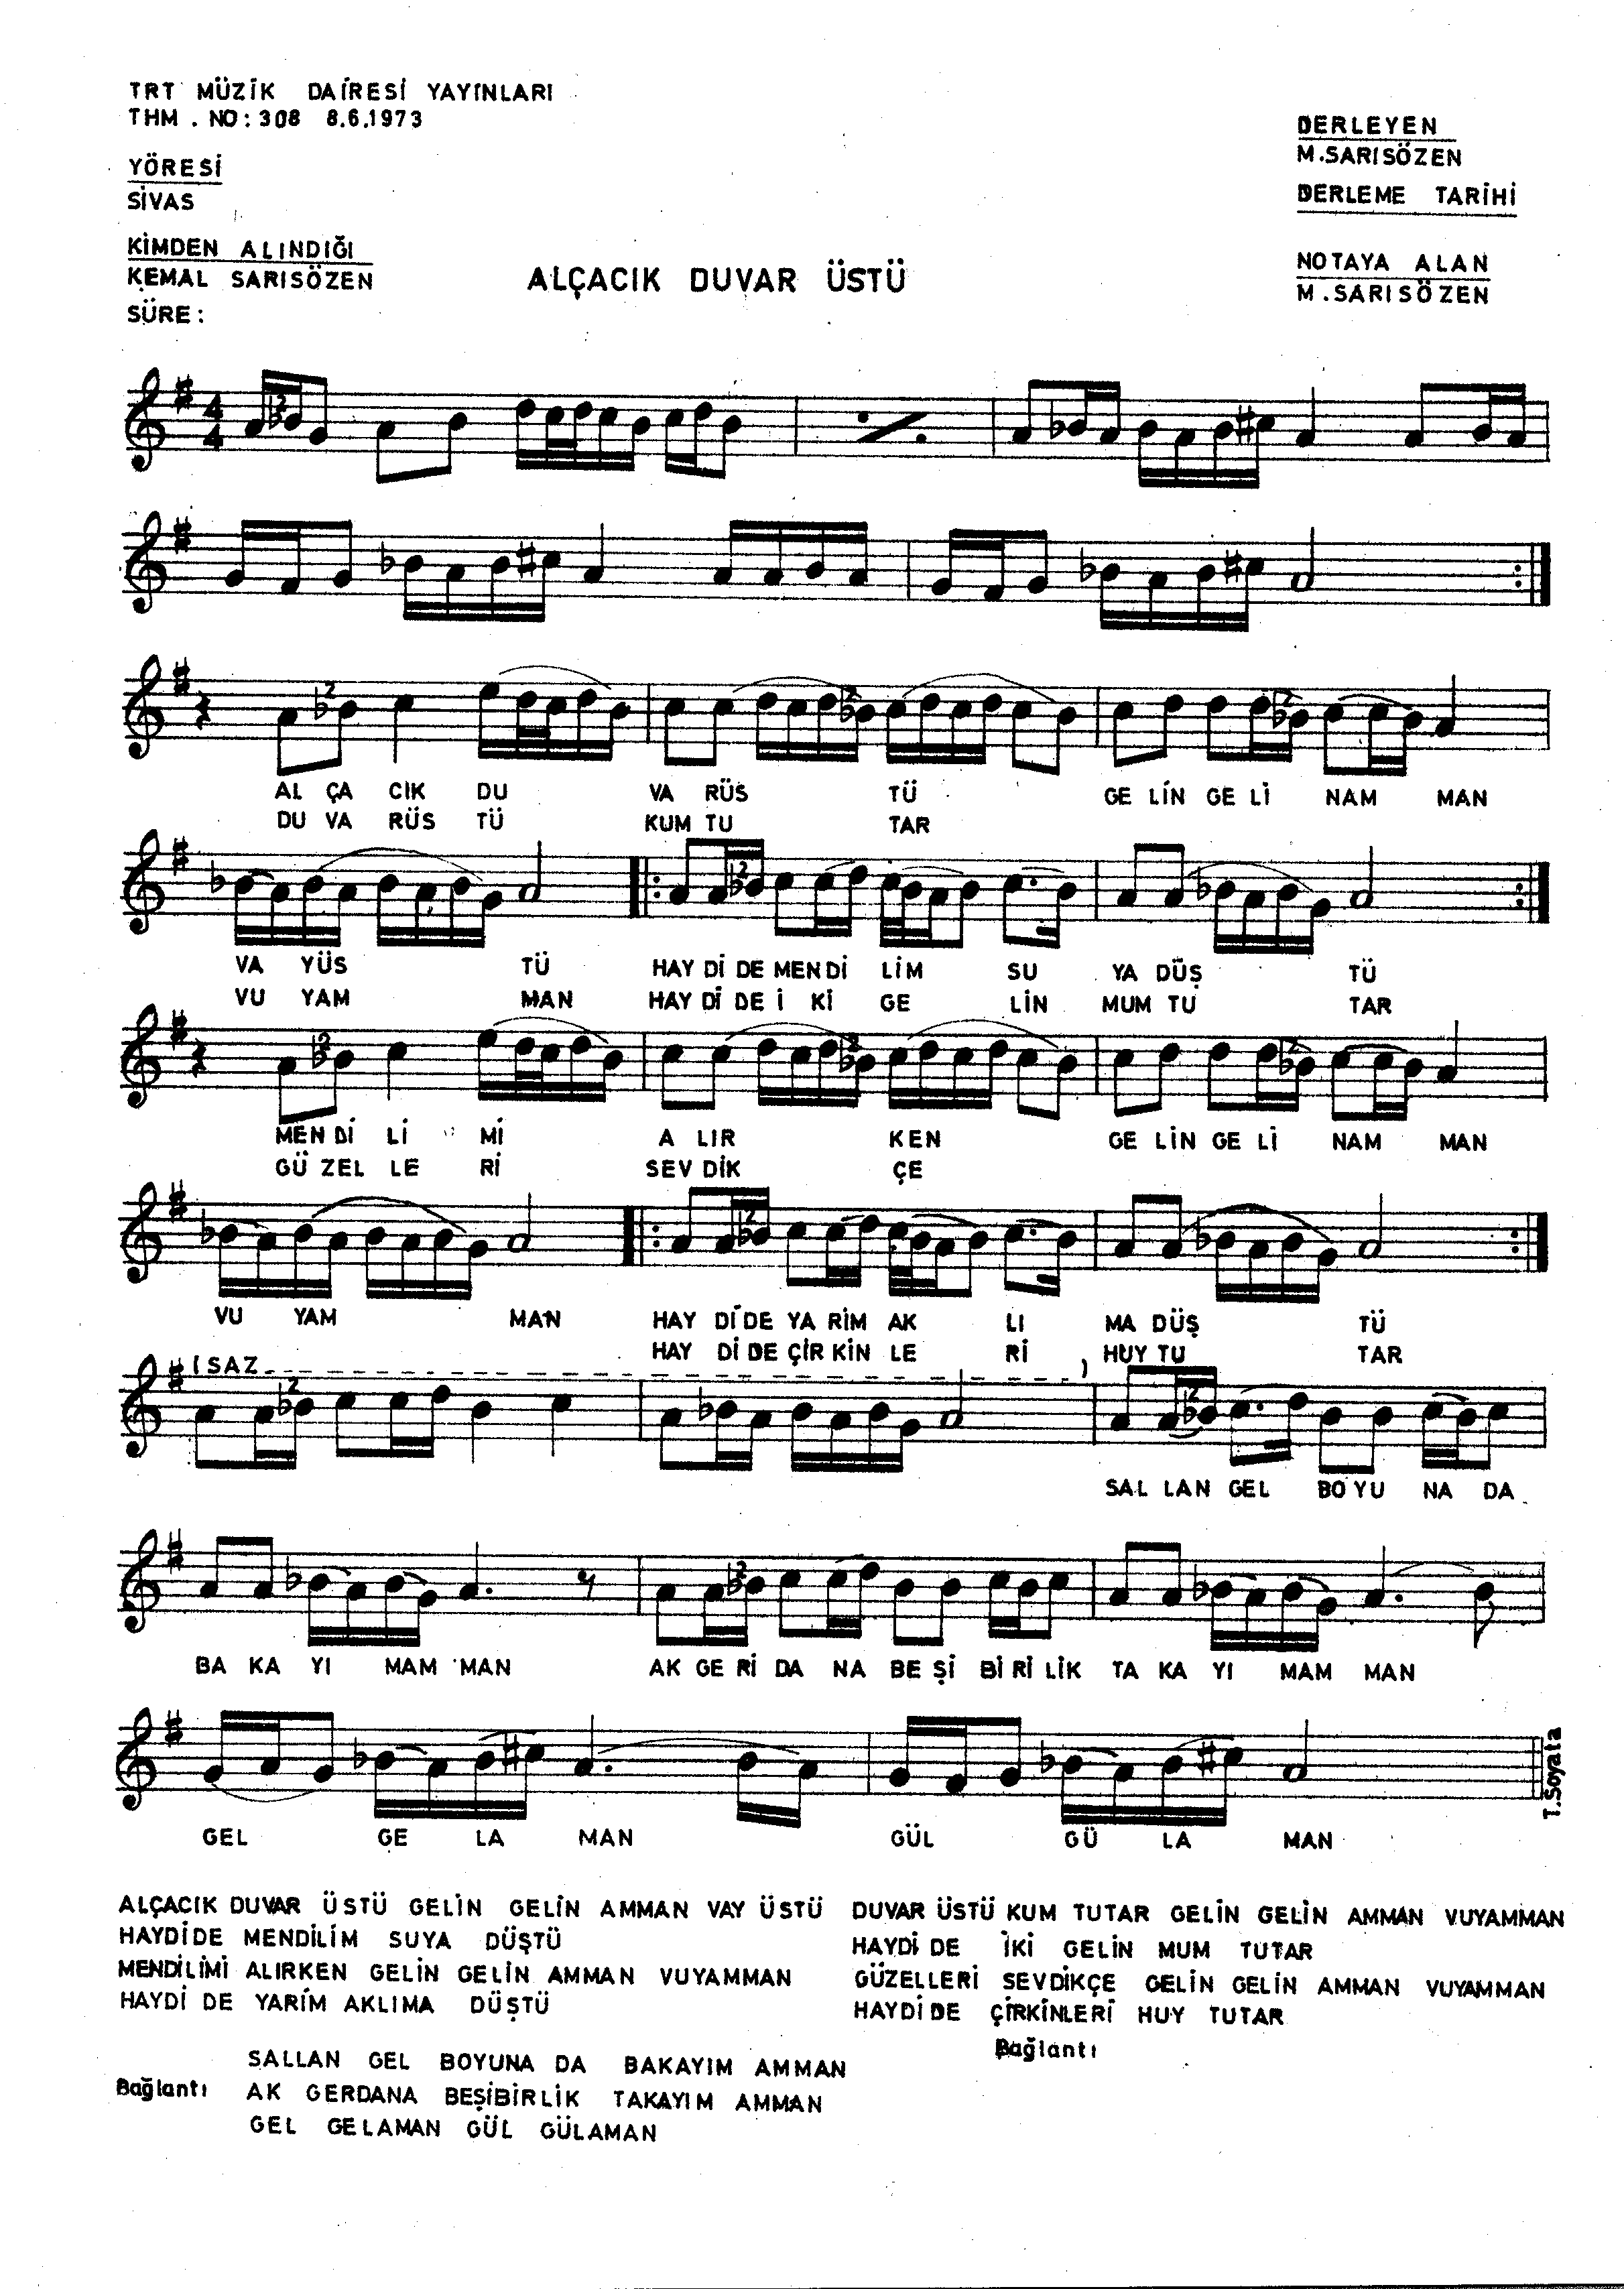 TRT MÜZİK DAİRESİ YAYINLARI
THM . NO : 308 8.6.1973
YÖRESİ
SİVAS
KİMDEN ALINDIĞI
KEMAL SARISÖZEN
SÜRE :
ALÇACIK DUVAR ÜSTÜ
DERLEYEN
M.SARISÖZEN
DERLEME TARİHİ
NOTAYA ALAN
M.SARISÖZEN
AL ÇA CIK DU VA RÜS TÜ GE LİN GE Lİ NAM MAN
DU VA RÜS TÜ KUM TU TAR
VA YÜS TÜ HAY Dİ DE MEN Dİ LİM SU YA DÜŞ TÜ
VU YAM MAN HAY Dİ DE İ Kİ GE LİN MUM TU TAR
MEN Dİ Lİ Mİ A LIR KEN GE LİN GE Lİ NAM MAN
GÜ ZEL LE Rİ SEV DİK ÇE
VU YAM MAN HAY Dİ DE YA RİM AK LI MA DÜŞ TÜ
HAY Dİ DE ÇİR KİN LE Rİ HUY TU TAR
( SAZ - - - )
SAL LAN GEL BO YU NA DA
BA KA YI MAM MAN AK GE Rİ DA NA BE Şİ Bİ Rİ LİK TA KA YI MAM MAN
GEL GE LA MAN GÜL GÜ LA MAN
T.Soyata
ALÇACIK DUVAR ÜSTÜ GELİN GELİN AMMAN VAY ÜSTÜ
HAYDİDE MENDİLİM SUYA DÜŞTÜ
MENDİLİMİ ALIRKEN GELİN GELİN AMMAN VUYAMMAN
HAYDİ DE YARİM AKLIMA DÜŞTÜ
DUVAR ÜSTÜ KUM TUTAR GELİN GELİN AMMAN VUYAMMAN
HAYDİ DE İKİ GELİN MUM TUTAR
GÜZELLERİ SEVDİKÇE GELİN GELİN AMMAN VUYAMMAN
HAYDİ DE ÇİRKİNLERİ HUY TUTAR
Bağlantı
SALLAN GEL BOYUNA DA BAKAYIM AMMAN
Bağlantı AK GERDANA BEŞİBİRLİK TAKAYIM AMMAN
GEL GELAMAN GÜL GÜLAMAN